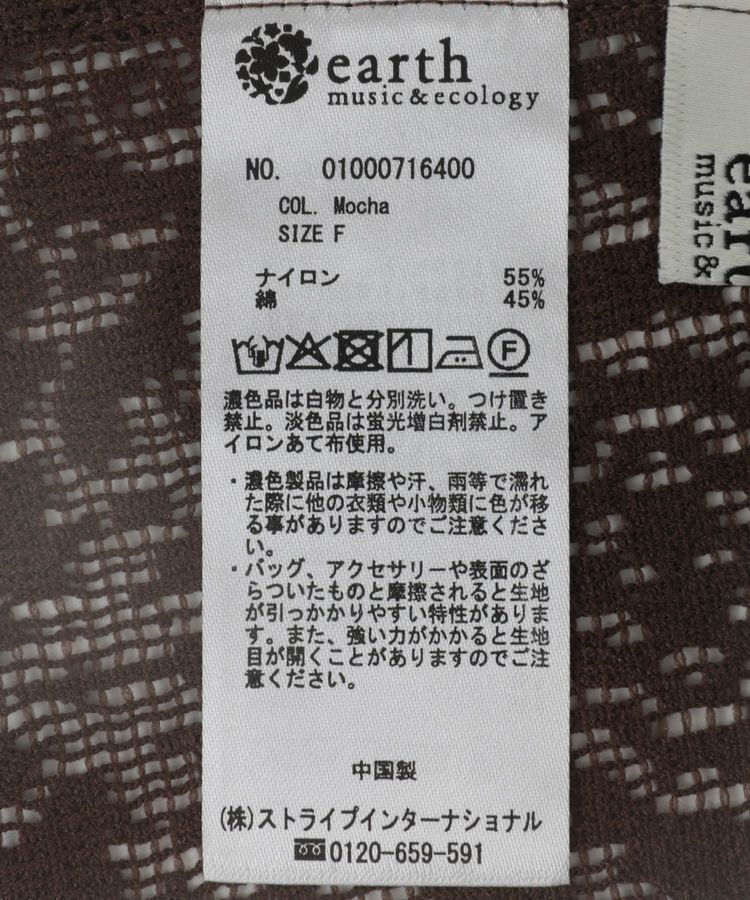 earth
music&ecology
NO. 01000716400
COL. Mocha
SIZE F
ナイロン 55%
綿 45%
F
濃色品は白物と分別洗い。つけ置き
禁止。淡色品は蛍光増白剤禁止。ア
イロンあて布使用。
・濃色製品は摩擦や汗、雨等で濡れ
た際に他の衣類や小物類に色が移
る事がありますのでご注意くださ
い。
・バッグ、アクセサリーや表面のざ
らついたものと摩擦されると生地
が引っかかりやすい特性がありま
す。また、強い力がかかると生地
目が開くことがありますのでご注
意ください。
中国製
(株)ストライプインターナショナル
0120-659-591
eart
music&